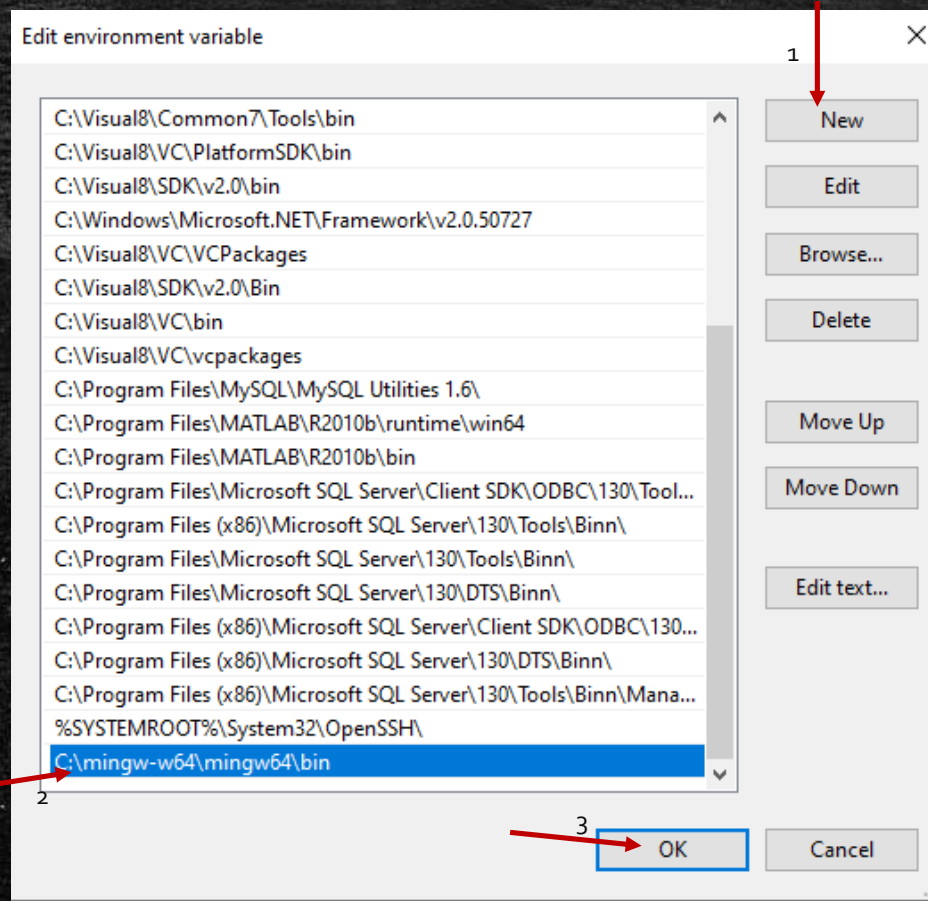 Edit environment variable
1
C:\Visual8\Common7\Tools\bin
New
C:\Visual8\VC\PlatformSDK\bin
C:\Visual8\SDK\v2.0\bin
Edit
C:\Windows\Microsoft.NET\Framework\v2.0.50727
C:\Visual8\VC\VCPackages
Browse...
C:\Visual8\SDK\v2.0\Bin
C:\Visual8\VC\bin
Delete
C:\Visual8\VC\vcpackages
C:\Program Files\MySQL\MySQL Utilities 1.6\
C:\Program Files\MATLAB\R2010b\runtime\win64
Move Up
C:\Program Files\MATLAB\R2010b\bin
C:\Program Files\Microsoft SQL Server\Client SDK\ODBC\130\Tool...
Move Down
C:\Program Files (x86)\Microsoft SQL Server\130\Tools\Binn\
C:\Program Files\Microsoft SQL Server\130\Tools\Binn\
C:\Program Files\Microsoft SQL Server\130\DTS\Binn\
Edit text...
C:\Program Files (x86)\Microsoft SQL Server\Client SDK\ODBC\130...
C:\Program Files (x86)\Microsoft SQL Server\130\DTS\Binn\
C:\Program Files (x86)\Microsoft SQL Server\130\Tools\Binn\Mana...
%SYSTEMROOT%\System32\OpenSSH\
C:\mingw-w64\mingw64\bin
2
3
OK
Cancel